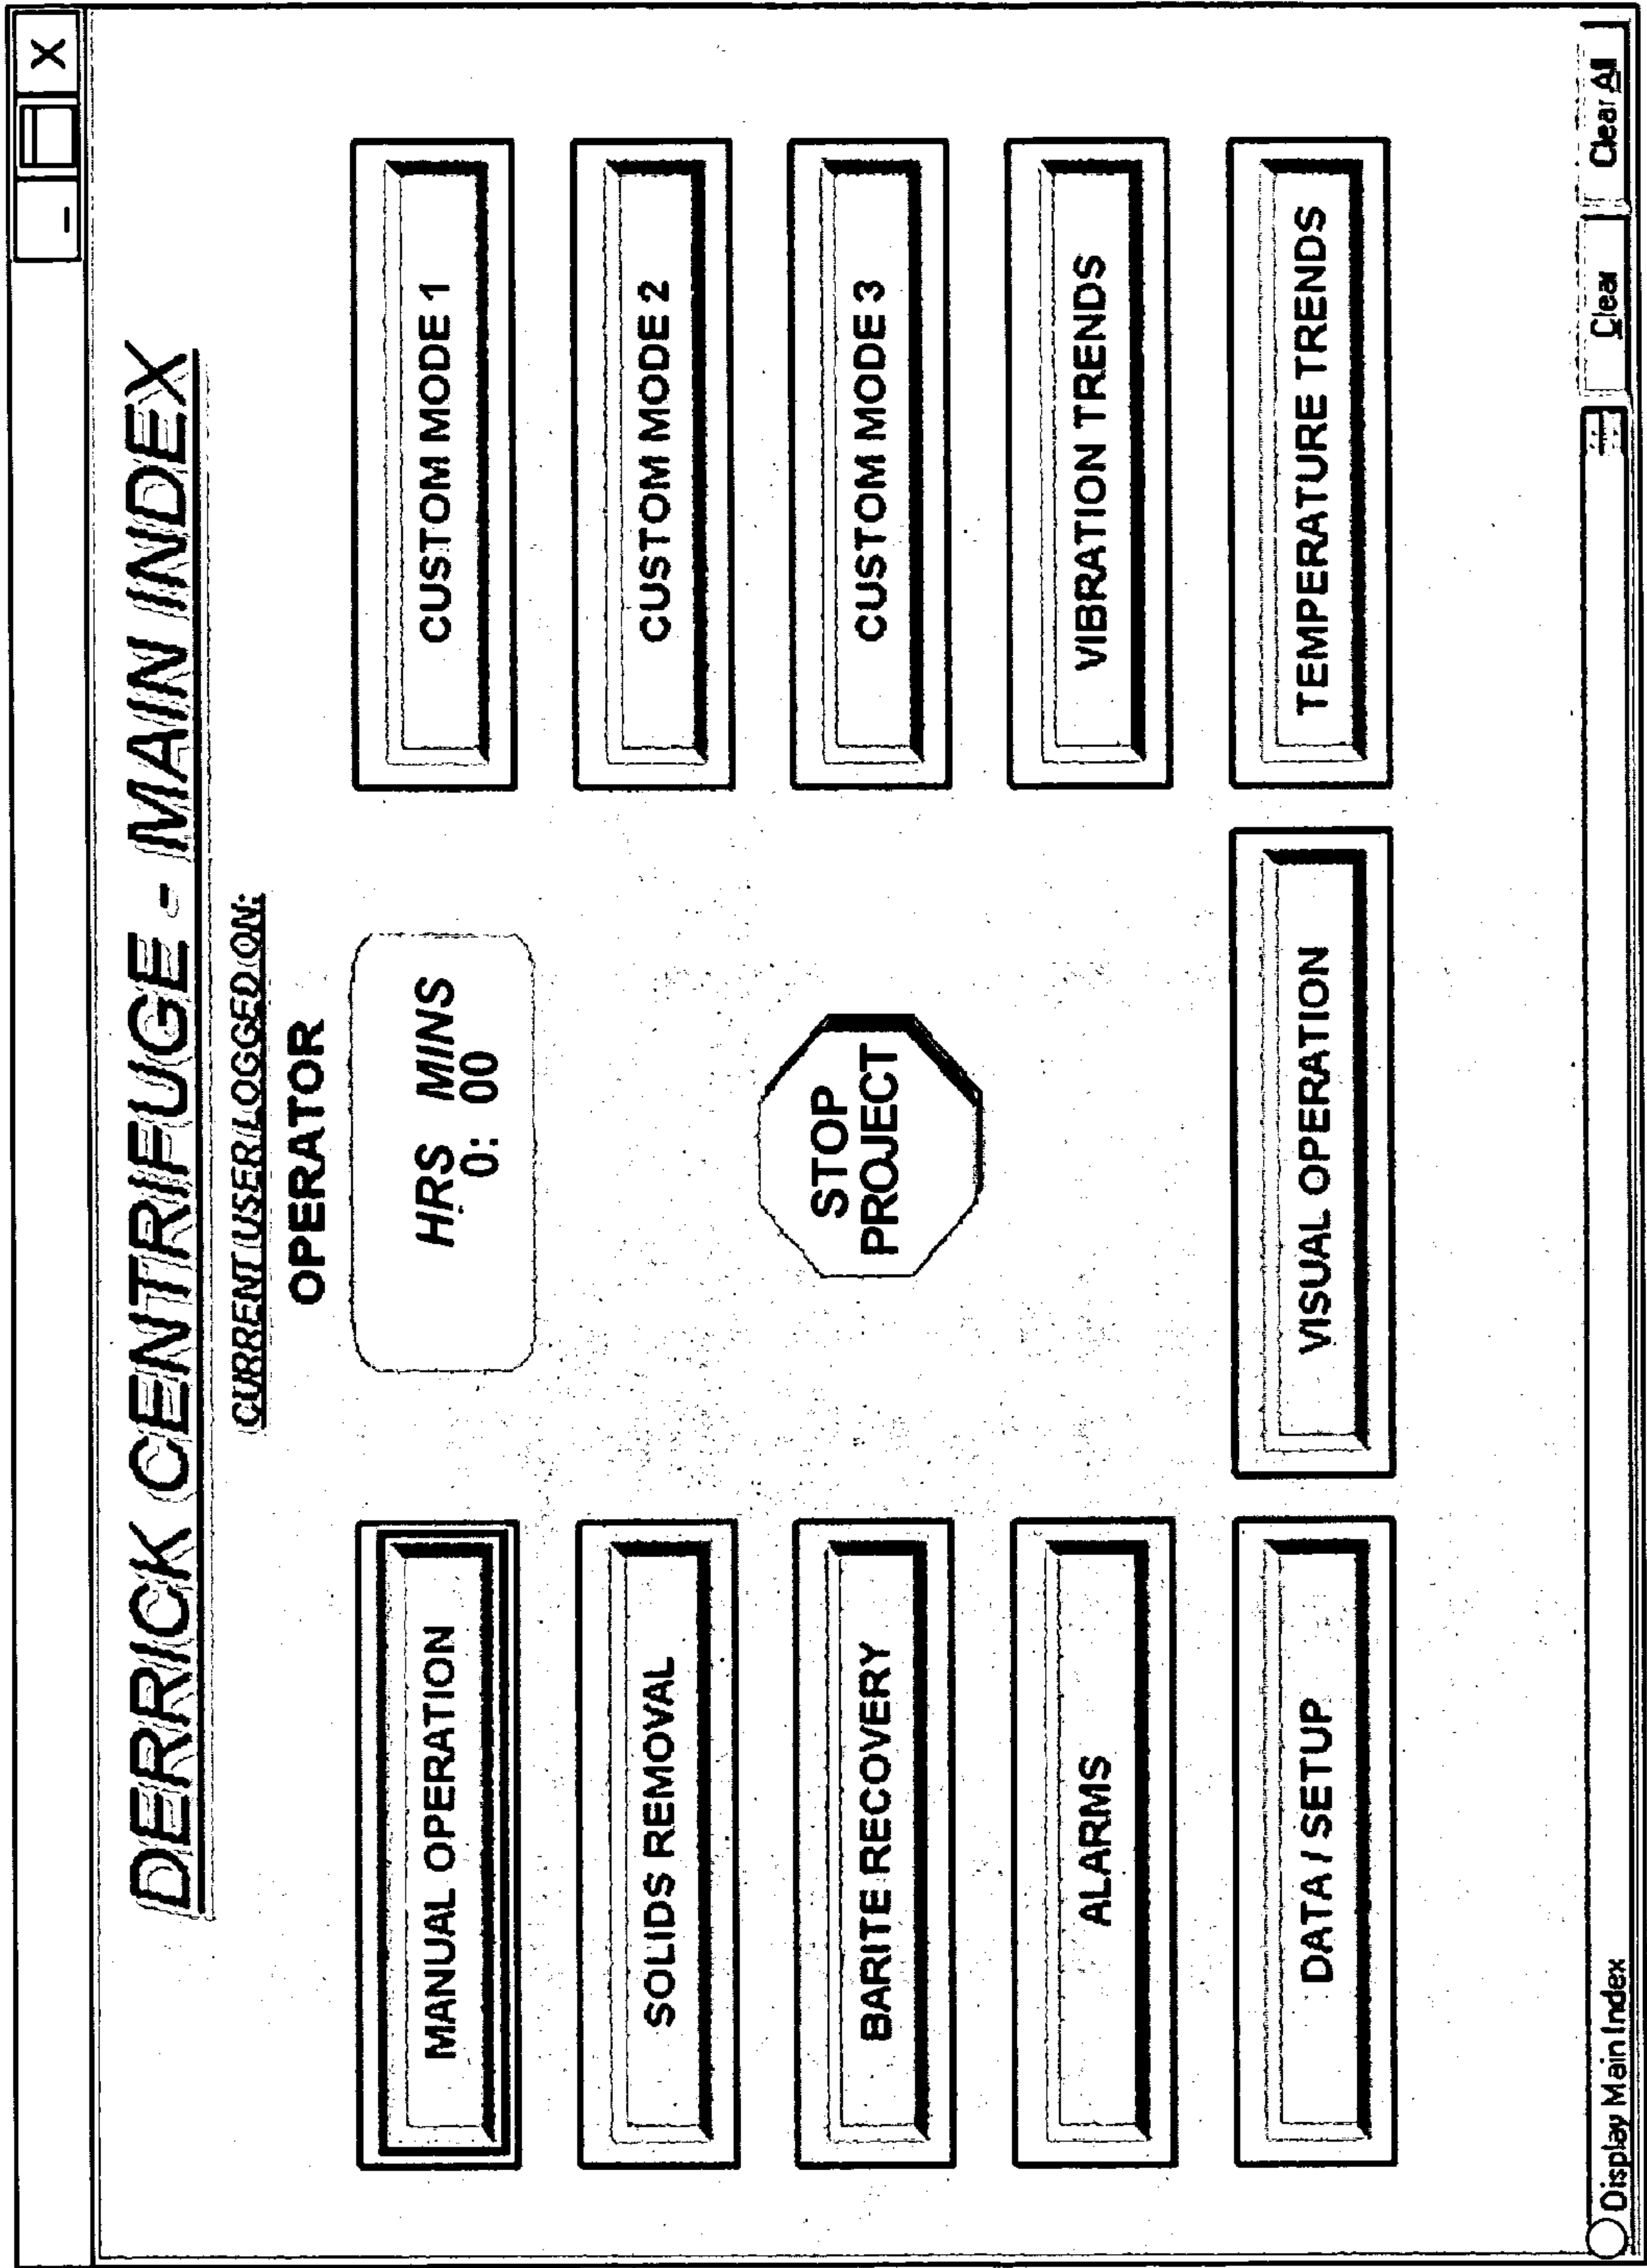 X
DERRICK CENTRIFUGE - MAIN INDEX
CURRENT USER LOGGED ON:
OPERATOR
HRS MINS
0: 00
MANUAL OPERATION
SOLIDS REMOVAL
BARITE RECOVERY
ALARMS
DATA / SETUP
STOP
PROJECT
VISUAL OPERATION
CUSTOM MODE 1
CUSTOM MODE 2
CUSTOM MODE 3
VIBRATION TRENDS
TEMPERATURE TRENDS
Display Main Index
Clear
Clear All